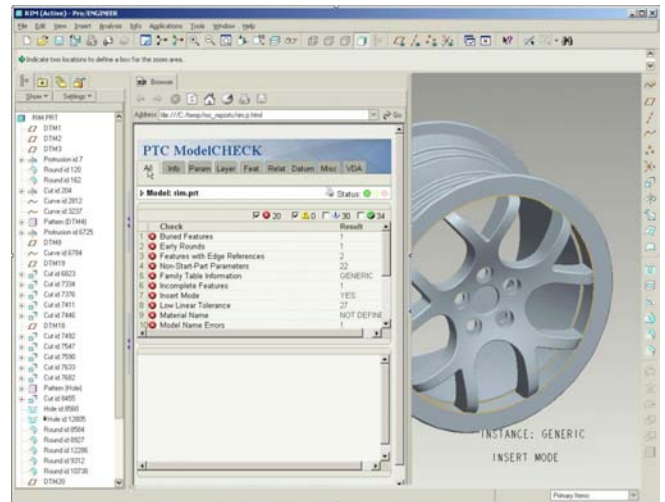 RIM (Active) - Pro/ENGINEER
File Edit View Insert Analysis Info Applications Tools Window Help
Indicate two locations to define a box for the zoom area.
Show Settings
RIM.PRT
DTM1
DTM2
DTM3
Protrusion id 7
Round id 120
Round id 162
Cut id 204
Curve id 2812
Curve id 3237
Pattern (DTM4)
Protrusion id 6725
DTM8
Curve id 6784
DTM19
Cut id 6823
Cut id 7334
Cut id 7376
Cut id 7411
Cut id 7446
DTM18
Cut id 7492
Cut id 7547
Cut id 7590
Cut id 7633
Cut id 7682
Pattern (Hole)
Cut id 8455
Hole id 8560
Hole id 12805
Round id 8584
Round id 8927
Round id 12286
Round id 9312
Round id 10738
DTM20
Browser
Address
Go
PTC ModelCHECK
All Info Param Layer Feat Relat Datum Misc VDA
Model: rim.prt Status:
20 0 30 34
Check Result
1 Buried Features 1
2 Early Rounds 1
3 Features with Edge References 2
4 Non-Start-Part Parameters 22
5 Family Table Information GENERIC
6 Incomplete Features 1
7 Insert Mode YES
8 Low Linear Tolerance 27
9 Material Name NOT DEFINE
10 Model Name Errors 1
INSTANCE: GENERIC
INSERT MODE
Primary Items